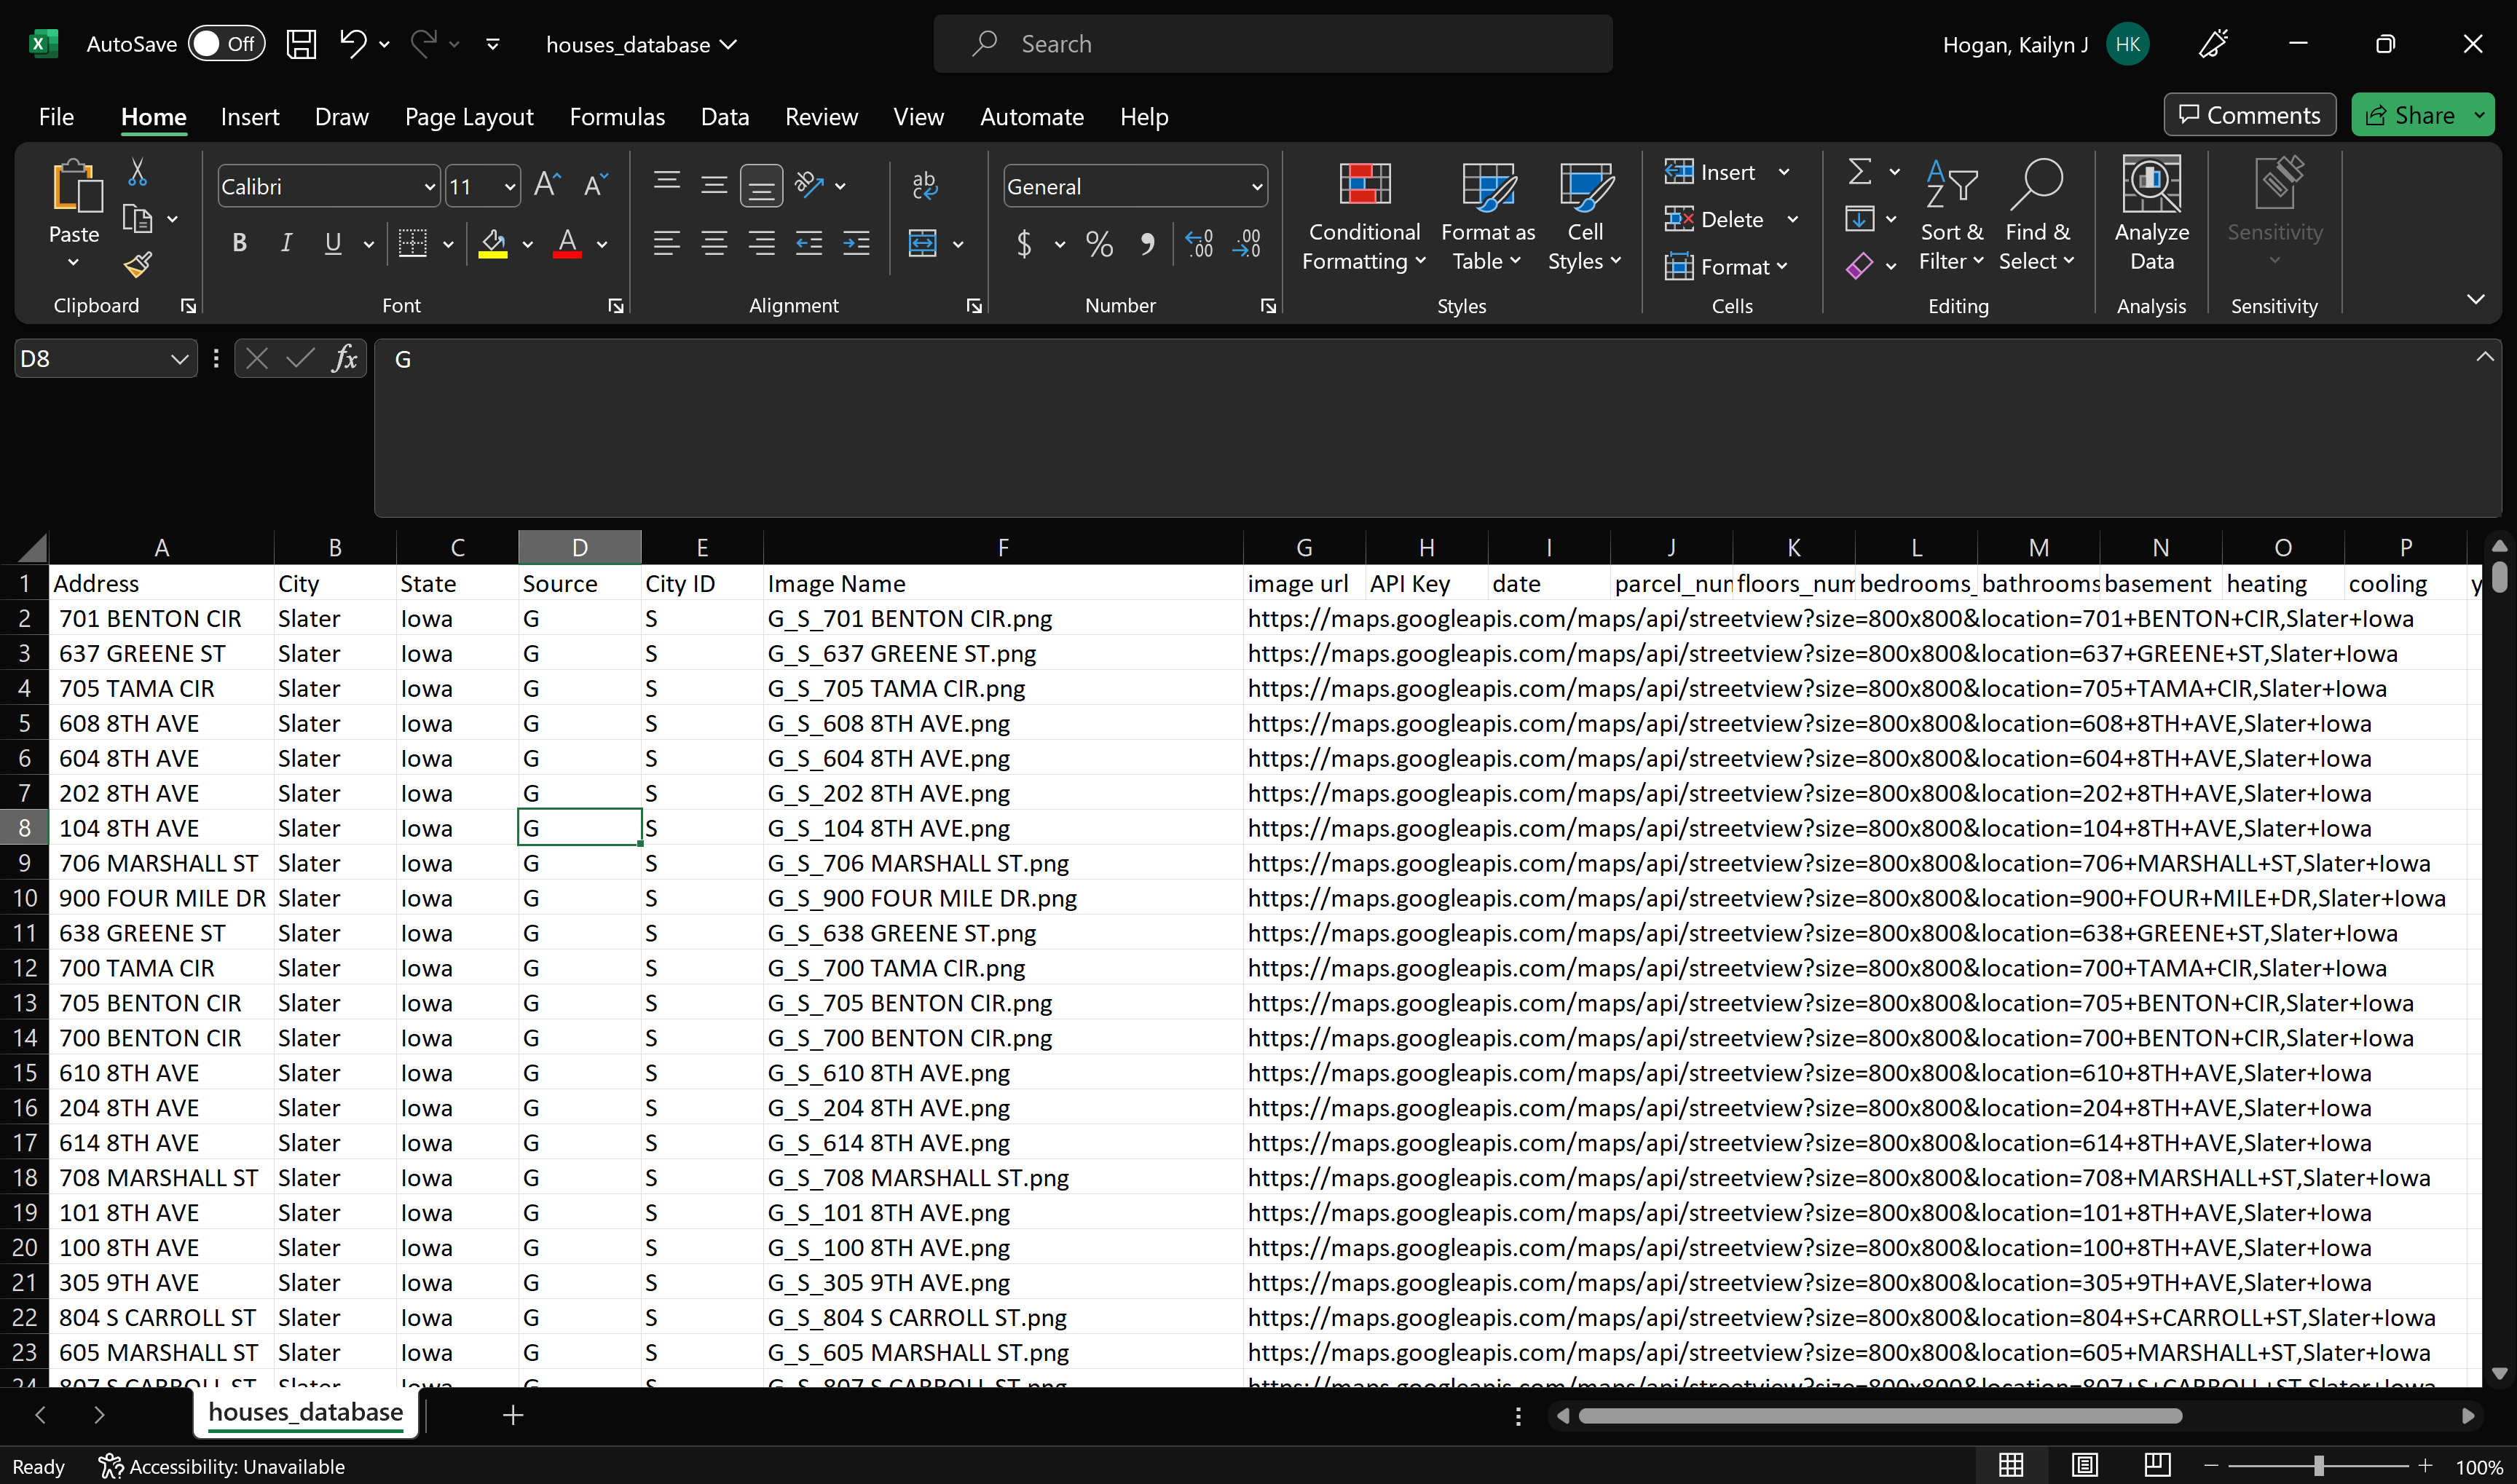 AutoSave Off houses_database Search Hogan, Kailyn J HK
File Home Insert Draw Page Layout Formulas Data Review View Automate Help Comments Share
Paste Calibri 11 B I U General $ % Conditional Formatting Format as Table Cell Styles Insert Delete Format Sort & Filter Find & Select Analyze Data Sensitivity
Clipboard Font Alignment Number Styles Cells Editing Analysis Sensitivity
D8 fx G
A B C D E F G H I J K L M N O P
1 Address City State Source City ID Image Name image url API Key date parcel_nur floors_num bedrooms_ bathrooms basement heating cooling y
2 701 BENTON CIR Slater Iowa G S G_S_701 BENTON CIR.png https://maps.googleapis.com/maps/api/streetview?size=800x800&location=701+BENTON+CIR,Slater+Iowa
3 637 GREENE ST Slater Iowa G S G_S_637 GREENE ST.png https://maps.googleapis.com/maps/api/streetview?size=800x800&location=637+GREENE+ST,Slater+Iowa
4 705 TAMA CIR Slater Iowa G S G_S_705 TAMA CIR.png https://maps.googleapis.com/maps/api/streetview?size=800x800&location=705+TAMA+CIR,Slater+Iowa
5 608 8TH AVE Slater Iowa G S G_S_608 8TH AVE.png https://maps.googleapis.com/maps/api/streetview?size=800x800&location=608+8TH+AVE,Slater+Iowa
6 604 8TH AVE Slater Iowa G S G_S_604 8TH AVE.png https://maps.googleapis.com/maps/api/streetview?size=800x800&location=604+8TH+AVE,Slater+Iowa
7 202 8TH AVE Slater Iowa G S G_S_202 8TH AVE.png https://maps.googleapis.com/maps/api/streetview?size=800x800&location=202+8TH+AVE,Slater+Iowa
8 104 8TH AVE Slater Iowa G S G_S_104 8TH AVE.png https://maps.googleapis.com/maps/api/streetview?size=800x800&location=104+8TH+AVE,Slater+Iowa
9 706 MARSHALL ST Slater Iowa G S G_S_706 MARSHALL ST.png https://maps.googleapis.com/maps/api/streetview?size=800x800&location=706+MARSHALL+ST,Slater+Iowa
10 900 FOUR MILE DR Slater Iowa G S G_S_900 FOUR MILE DR.png https://maps.googleapis.com/maps/api/streetview?size=800x800&location=900+FOUR+MILE+DR,Slater+Iowa
11 638 GREENE ST Slater Iowa G S G_S_638 GREENE ST.png https://maps.googleapis.com/maps/api/streetview?size=800x800&location=638+GREENE+ST,Slater+Iowa
12 700 TAMA CIR Slater Iowa G S G_S_700 TAMA CIR.png https://maps.googleapis.com/maps/api/streetview?size=800x800&location=700+TAMA+CIR,Slater+Iowa
13 705 BENTON CIR Slater Iowa G S G_S_705 BENTON CIR.png https://maps.googleapis.com/maps/api/streetview?size=800x800&location=705+BENTON+CIR,Slater+Iowa
14 700 BENTON CIR Slater Iowa G S G_S_700 BENTON CIR.png https://maps.googleapis.com/maps/api/streetview?size=800x800&location=700+BENTON+CIR,Slater+Iowa
15 610 8TH AVE Slater Iowa G S G_S_610 8TH AVE.png https://maps.googleapis.com/maps/api/streetview?size=800x800&location=610+8TH+AVE,Slater+Iowa
16 204 8TH AVE Slater Iowa G S G_S_204 8TH AVE.png https://maps.googleapis.com/maps/api/streetview?size=800x800&location=204+8TH+AVE,Slater+Iowa
17 614 8TH AVE Slater Iowa G S G_S_614 8TH AVE.png https://maps.googleapis.com/maps/api/streetview?size=800x800&location=614+8TH+AVE,Slater+Iowa
18 708 MARSHALL ST Slater Iowa G S G_S_708 MARSHALL ST.png https://maps.googleapis.com/maps/api/streetview?size=800x800&location=708+MARSHALL+ST,Slater+Iowa
19 101 8TH AVE Slater Iowa G S G_S_101 8TH AVE.png https://maps.googleapis.com/maps/api/streetview?size=800x800&location=101+8TH+AVE,Slater+Iowa
20 100 8TH AVE Slater Iowa G S G_S_100 8TH AVE.png https://maps.googleapis.com/maps/api/streetview?size=800x800&location=100+8TH+AVE,Slater+Iowa
21 305 9TH AVE Slater Iowa G S G_S_305 9TH AVE.png https://maps.googleapis.com/maps/api/streetview?size=800x800&location=305+9TH+AVE,Slater+Iowa
22 804 S CARROLL ST Slater Iowa G S G_S_804 S CARROLL ST.png https://maps.googleapis.com/maps/api/streetview?size=800x800&location=804+S+CARROLL+ST,Slater+Iowa
23 605 MARSHALL ST Slater Iowa G S G_S_605 MARSHALL ST.png https://maps.googleapis.com/maps/api/streetview?size=800x800&location=605+MARSHALL+ST,Slater+Iowa
24 807 S CARROLL ST Slater Iowa G S G_S_807 S CARROLL ST.png https://maps.googleapis.com/maps/api/streetview?size=800x800&location=807+S+CARROLL+ST,Slater+Iowa
houses_database
Ready Accessibility: Unavailable 100%